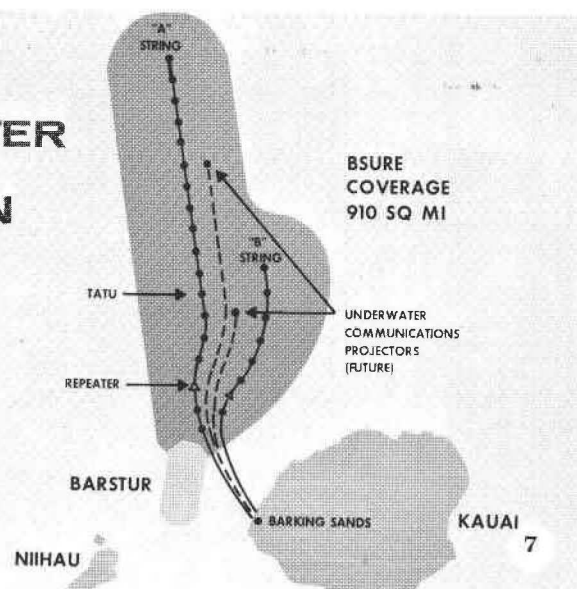 "A"
STRING
TER
N
BSURE
COVERAGE
910 SQ MI
"B"
STRING
TATU
UNDERWATER
COMMUNICATIONS
PROJECTORS
(FUTURE)
REPEATER
BARSTUR
BARKING SANDS
KAUAI
7
NIIHAU